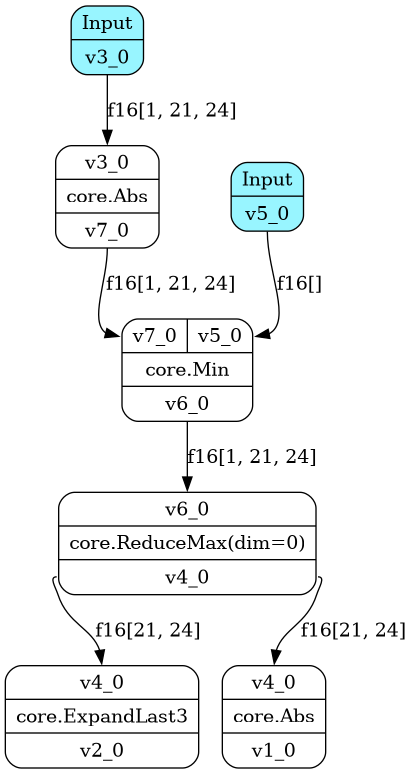 Input
v3_0
f16[1, 21, 24]
v3_0
core.Abs
v7_0
Input
v5_0
f16[1, 21, 24]
f16[]
v7_0 v5_0
core.Min
v6_0
f16[1, 21, 24]
v6_0
core.ReduceMax(dim=0)
v4_0
f16[21, 24]
f16[21, 24]
v4_0
core.ExpandLast3
v2_0
v4_0
core.Abs
v1_0